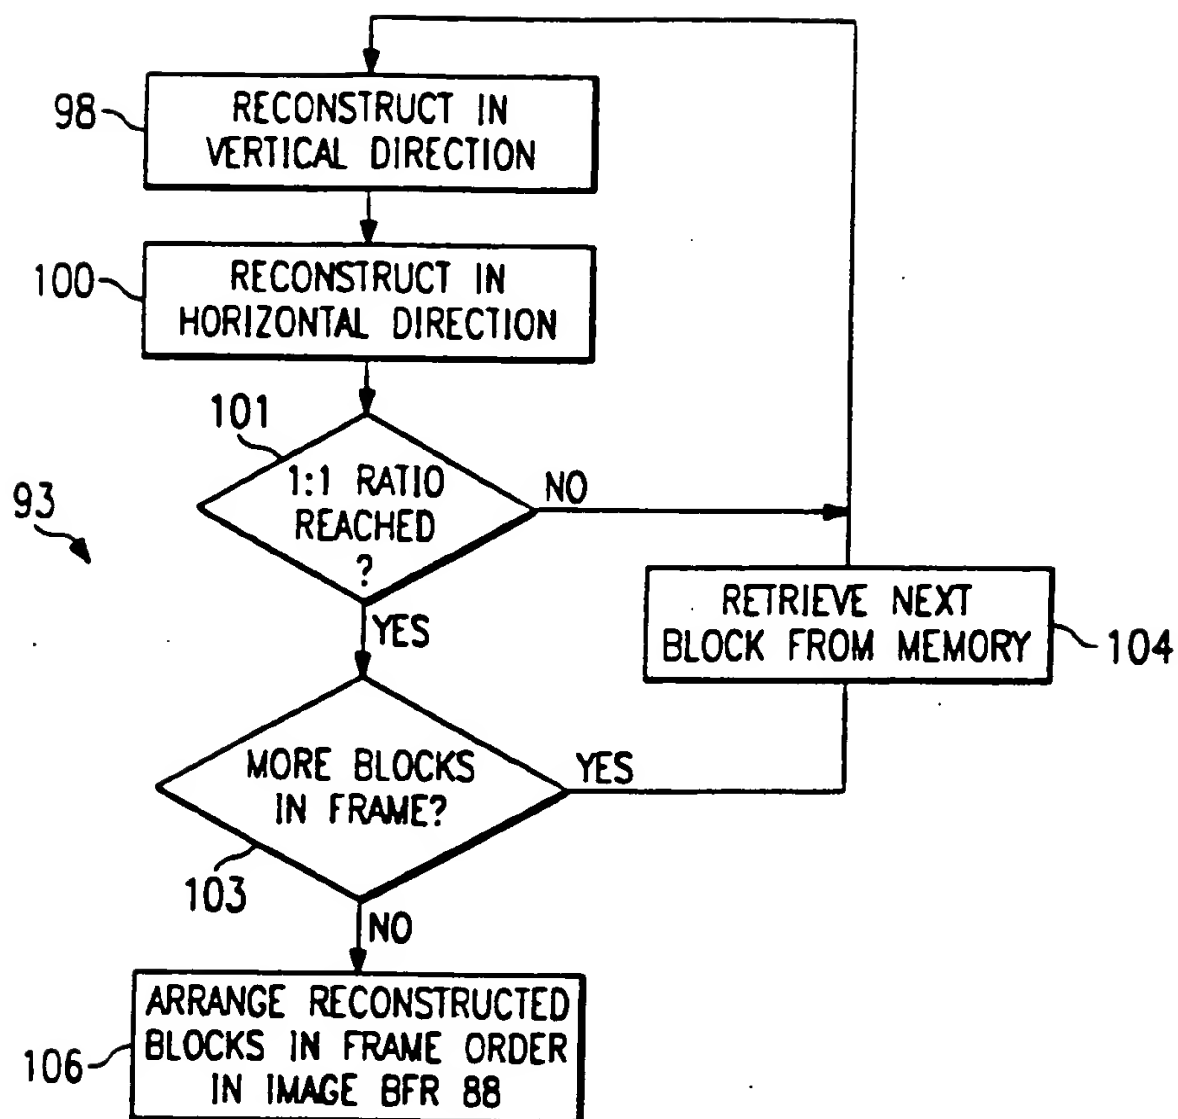 98
RECONSTRUCT IN
VERTICAL DIRECTION
100
RECONSTRUCT IN
HORIZONTAL DIRECTION
101
1:1 RATIO
REACHED
?
NO
93
YES
RETRIEVE NEXT
BLOCK FROM MEMORY
104
MORE BLOCKS
IN FRAME?
YES
103
NO
ARRANGE RECONSTRUCTED
BLOCKS IN FRAME ORDER
IN IMAGE BFR 88
106